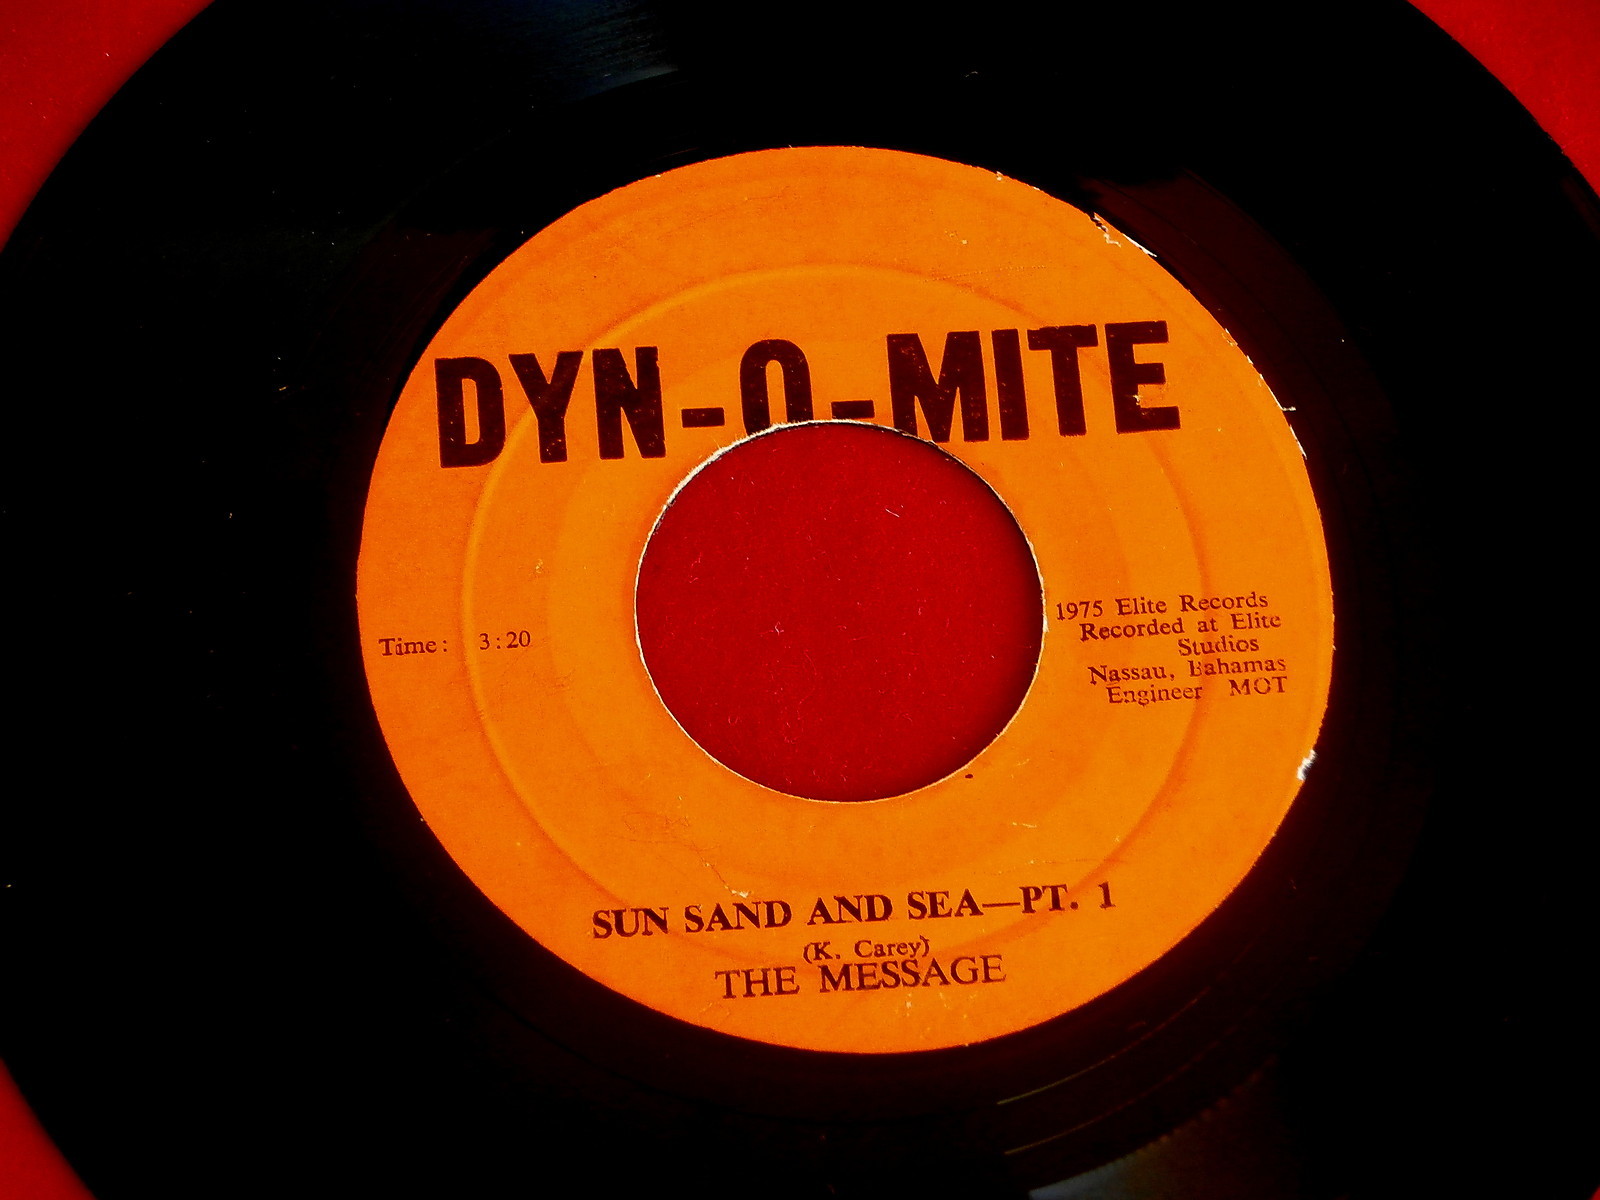 DYN-O-MITE
Time: 3:20
1975 Elite Records
Recorded at Elite
Studios
Nassau, Bahamas
Engineer MOT
SUN SAND AND SEA—PT. 1
(K. Carey)
THE MESSAGE